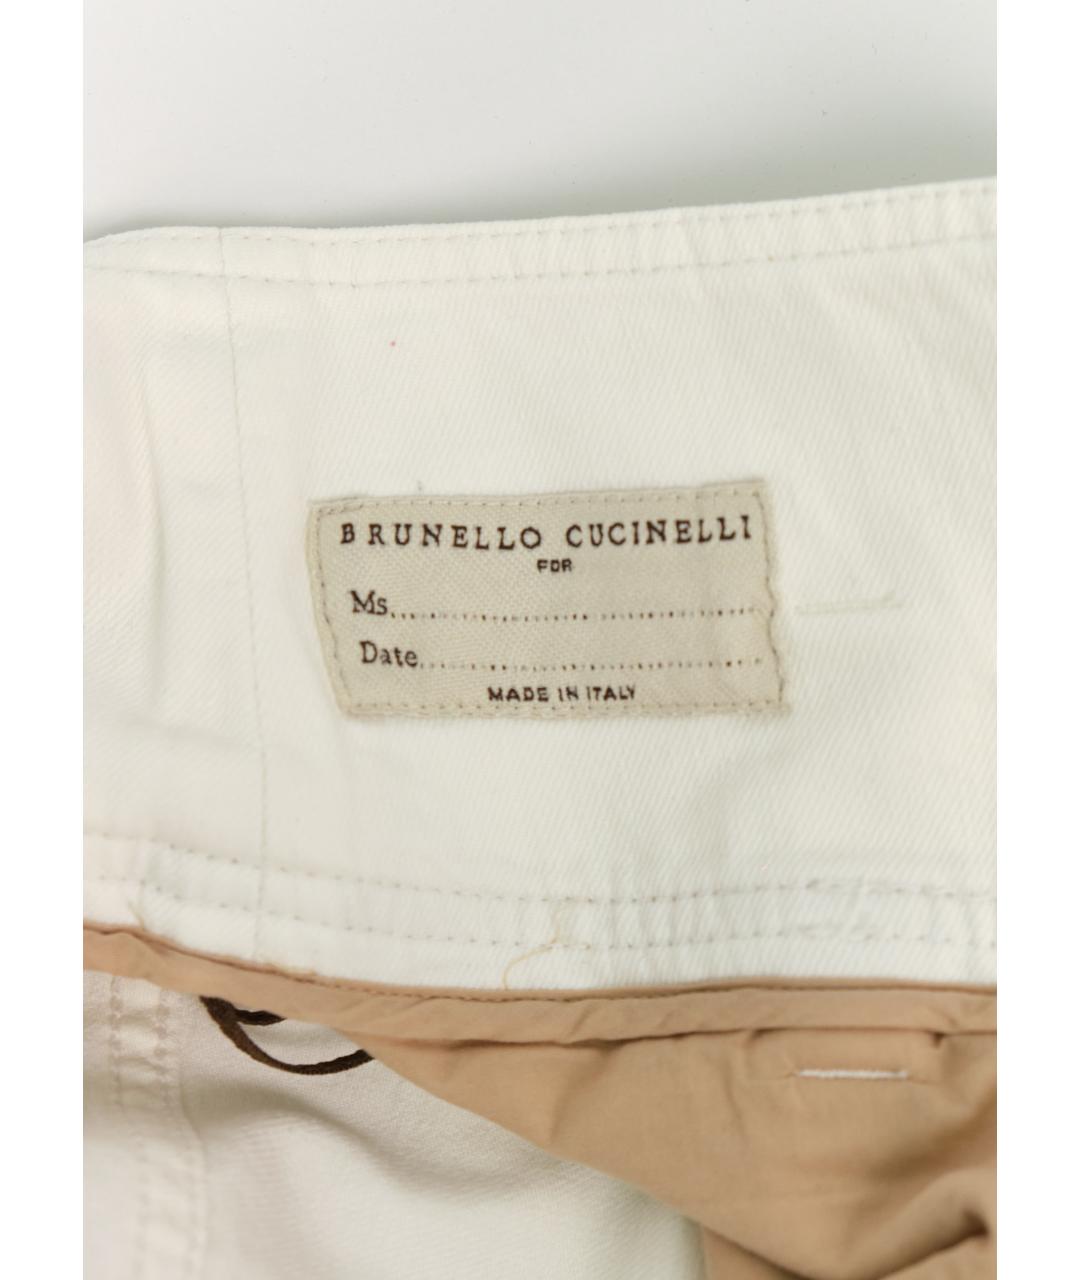 BRUNELLO CUCINELLI
FOR
Ms..............................
Date..............................
MADE IN ITALY